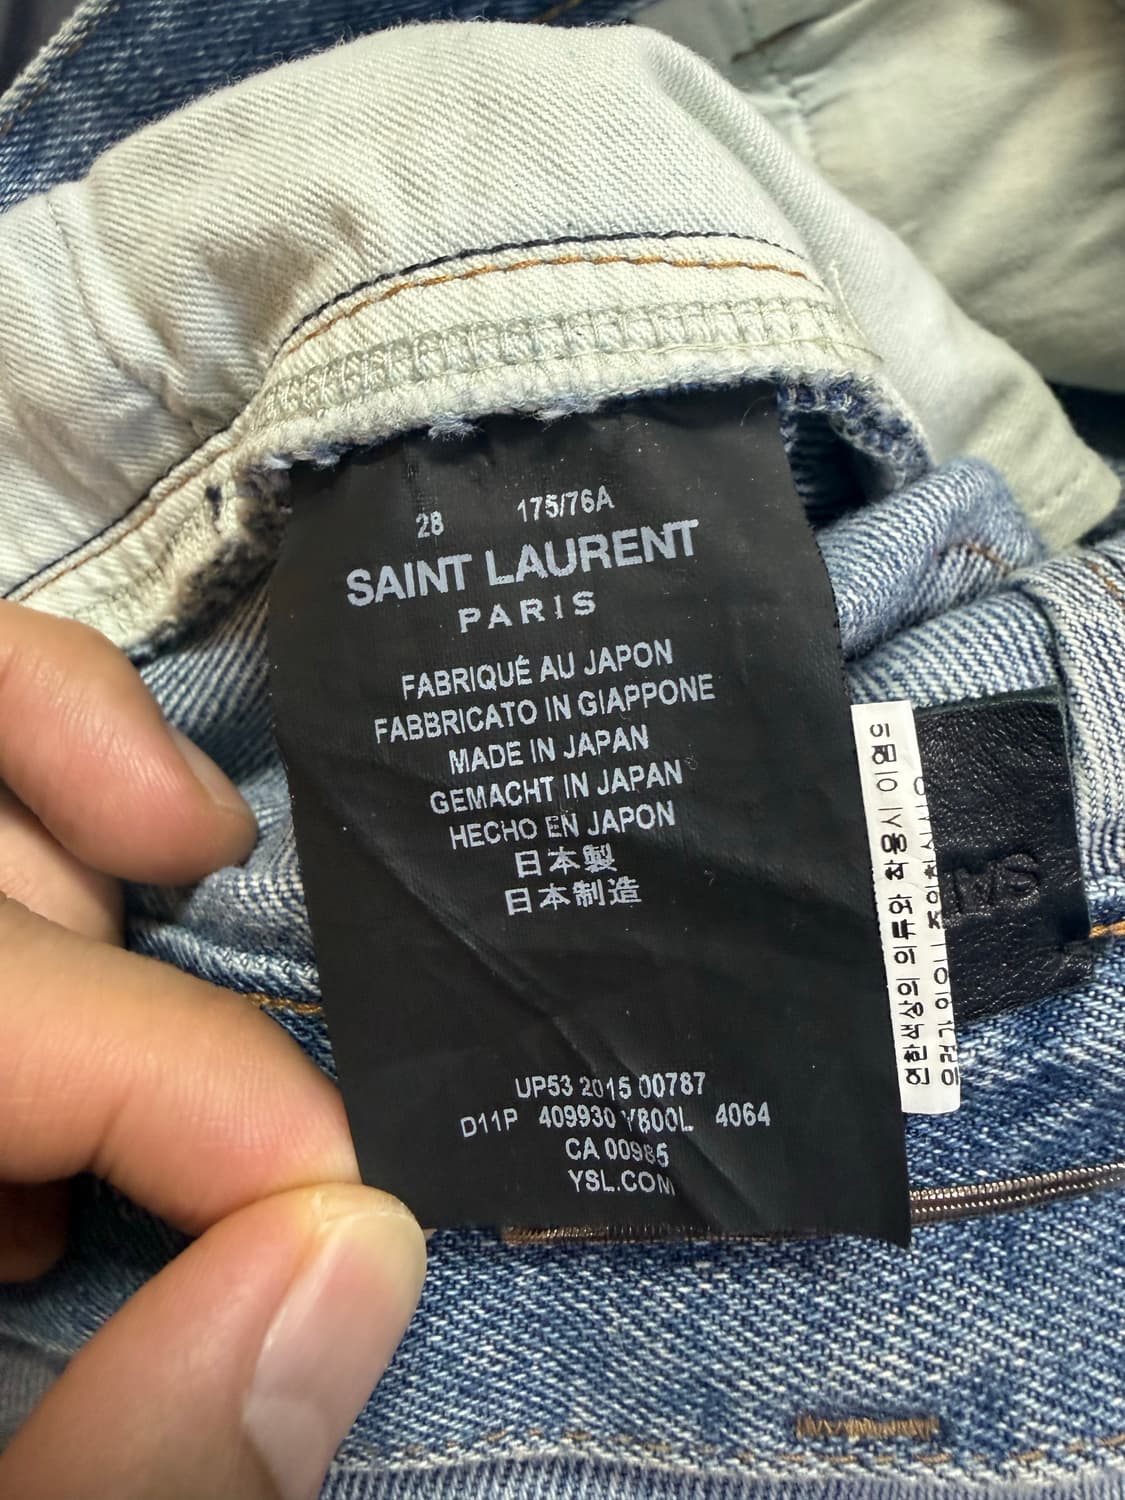 28 175/76A
SAINT LAURENT
PARIS
FABRIQUÉ AU JAPON
FABBRICATO IN GIAPPONE
MADE IN JAPAN
GEMACHT IN JAPAN
HECHO EN JAPON
日本製
日本制造
UP53 2015 00787
D11P 409930 Y800L 4064
CA 00985
YSL.COM